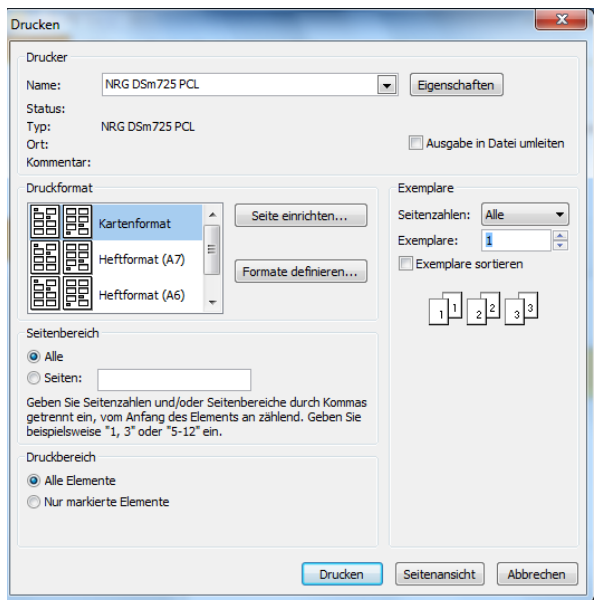 Drucken
Drucker
Name: NRG DSm725 PCL Eigenschaften
Status:
Typ: NRG DSm725 PCL
Ort: Ausgabe in Datei umleiten
Kommentar:
Druckformat
Kartenformat
Heftformat (A7)
Heftformat (A6)
Seite einrichten...
Formate definieren...
Exemplare
Seitenzahlen: Alle
Exemplare: 1
Exemplare sortieren
1 1 2 2 3 3
Seitenbereich
Alle
Seiten:
Geben Sie Seitenzahlen und/oder Seitenbereiche durch Kommas
getrennt ein, vom Anfang des Elements an zählend. Geben Sie
beispielsweise "1, 3" oder "5-12" ein.
Druckbereich
Alle Elemente
Nur markierte Elemente
Drucken Seitenansicht Abbrechen